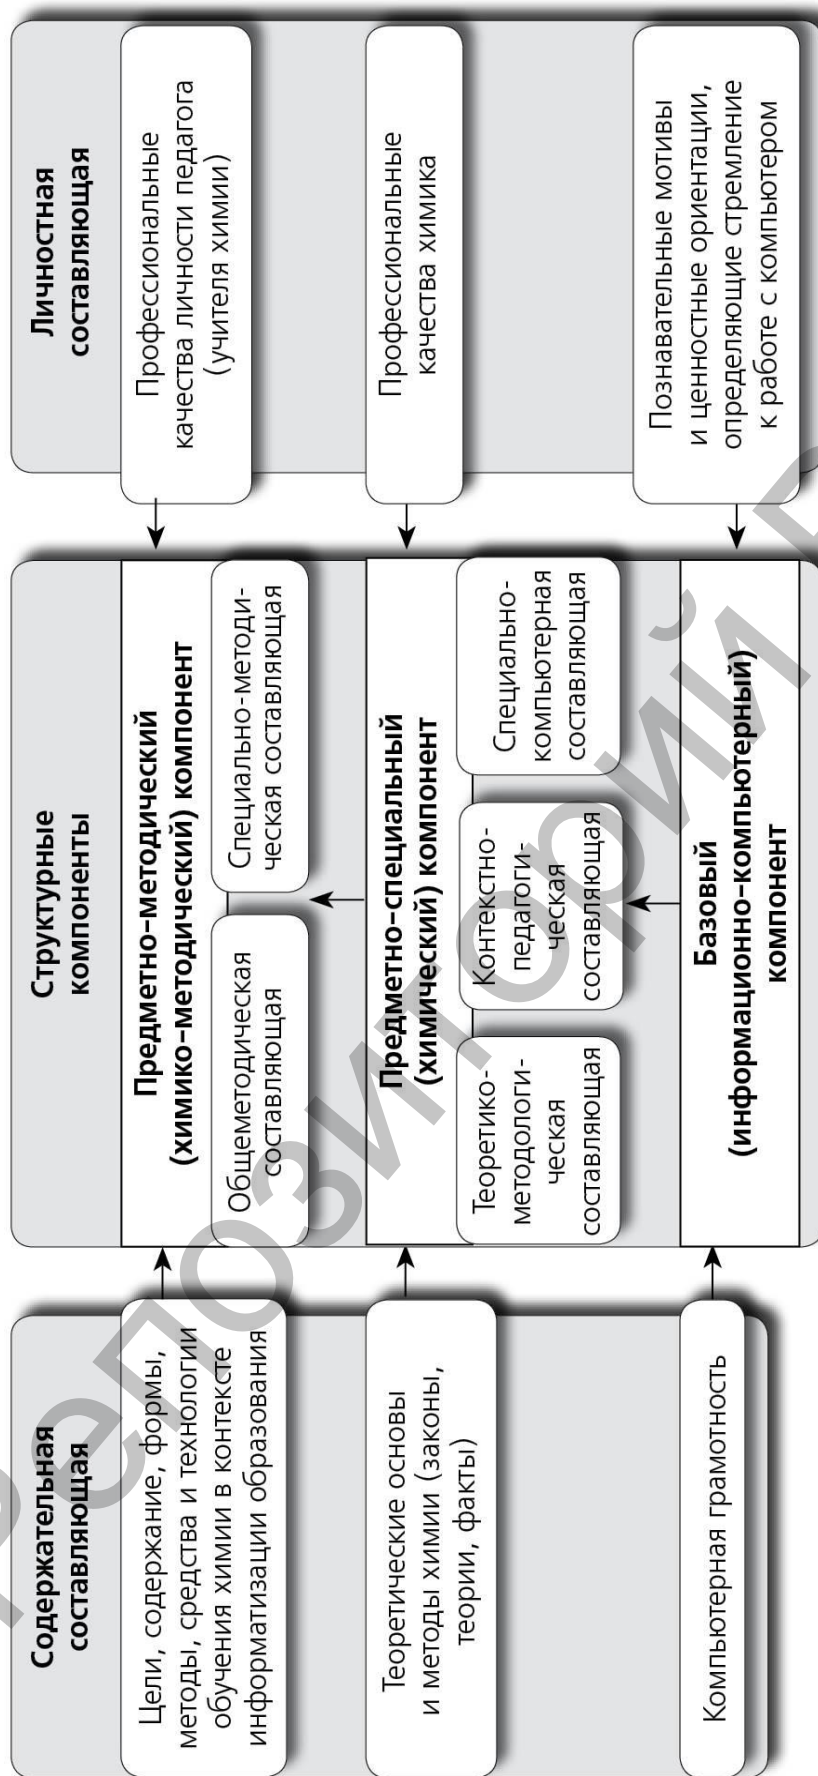 Содержательная
составляющая
Цели, содержание, формы,
методы, средства и технологии
обучения химии в контексте
информатизации образования
Теоретические основы
и методы химии (законы,
теории, факты)
Компьютерная грамотность
Структурные
компоненты
Предметно-методический
(химико-методический) компонент
Общеметодическая
составляющая
Специально-методи-
ческая составляющая
Предметно-специальный
(химический) компонент
Теоретико-
методологи-
ческая
составляющая
Контекстно-
педагоги-
ческая
составляющая
Специально-
компьютерная
составляющая
Базовый
(информационно-компьютерный)
компонент
Личностная
составляющая
Профессиональные
качества личности педагога
(учителя химии)
Профессиональные
качества химика
Познавательные мотивы
и ценностные ориентации,
определяющие стремление
к работе с компьютером
Репозиторий